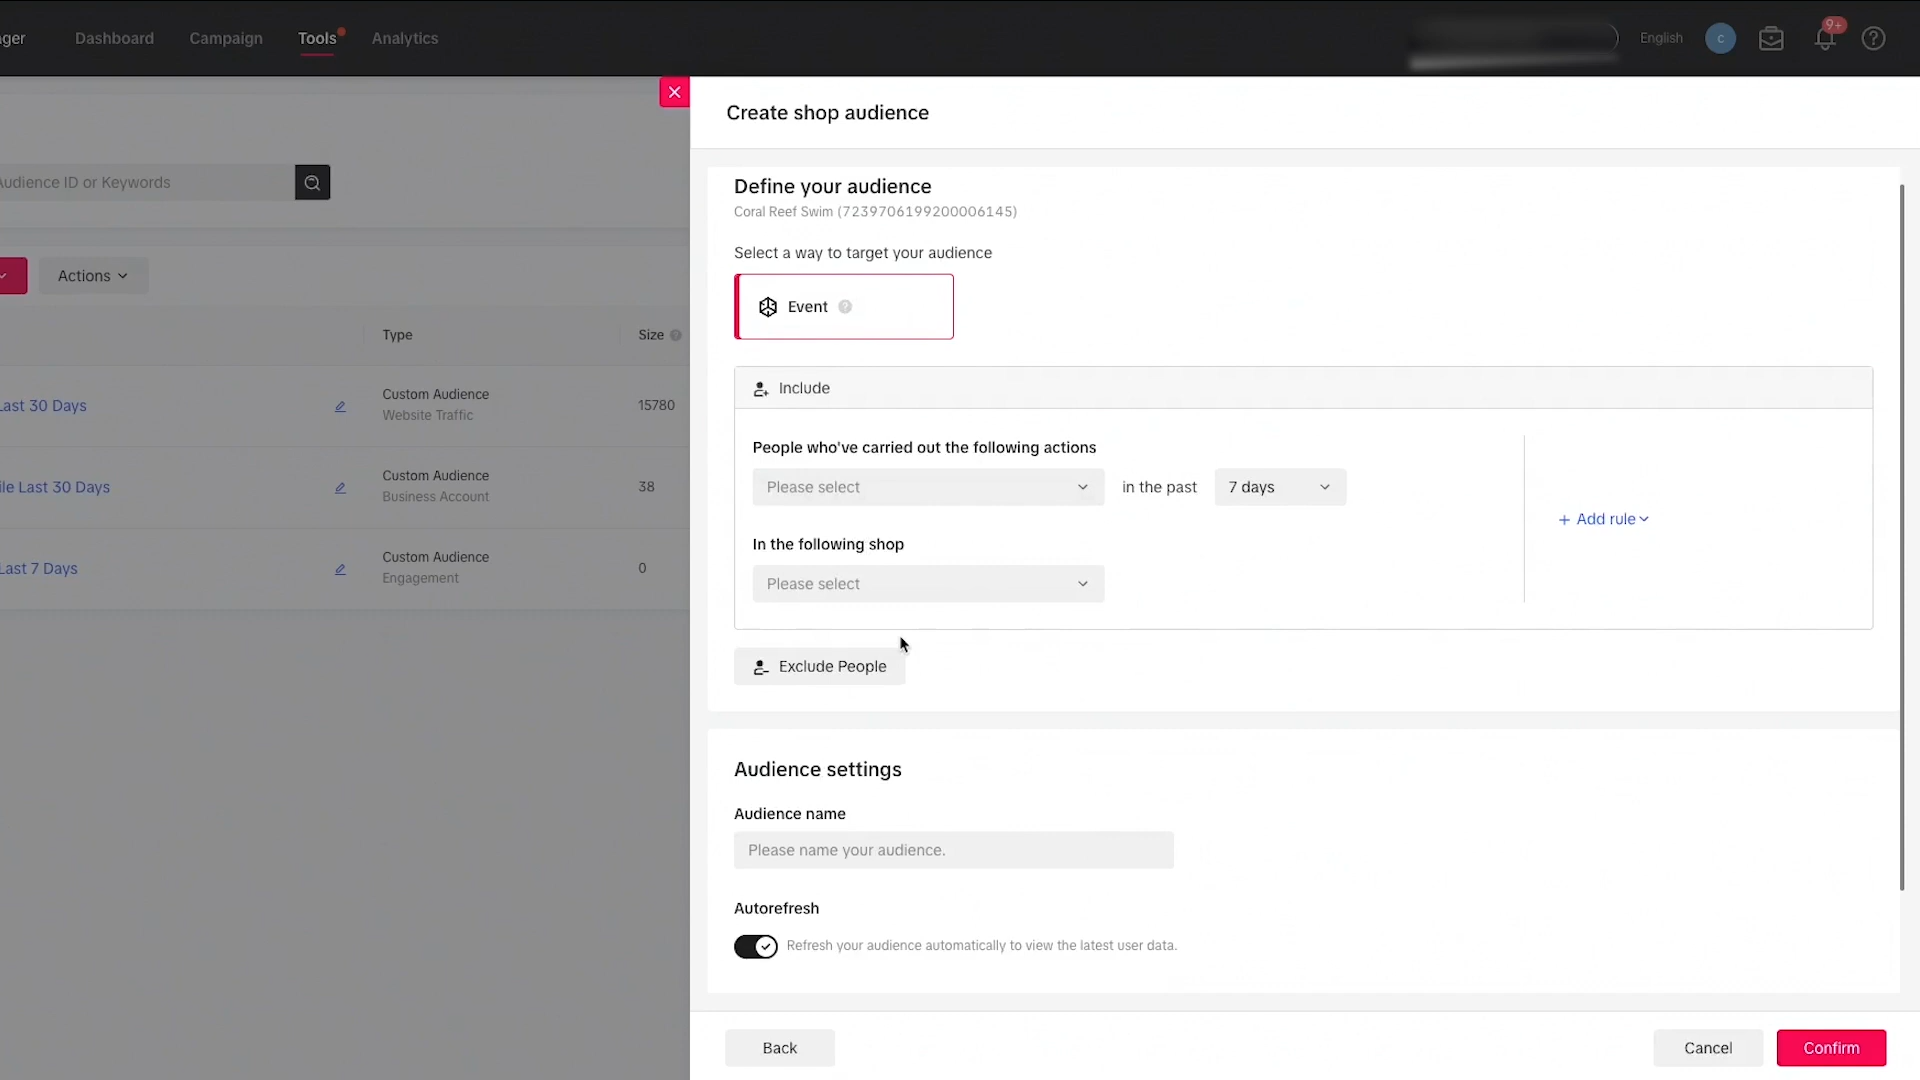 ager
Dashboard
Campaign
Tools
Analytics
English
C
9+
Create shop audience
Audience ID or Keywords
Define your audience
Coral Reef Swim (7239706199200006145)
Select a way to target your audience
Event
Actions
Type
Size
Include
Last 30 Days
Custom Audience
Website Traffic
15780
People who've carried out the following actions
Please select
in the past
7 days
ile Last 30 Days
Custom Audience
Business Account
38
+ Add rule
In the following shop
Please select
Last 7 Days
Custom Audience
Engagement
0
Exclude People
Audience settings
Audience name
Please name your audience.
Autorefresh
Refresh your audience automatically to view the latest user data.
Back
Cancel
Confirm